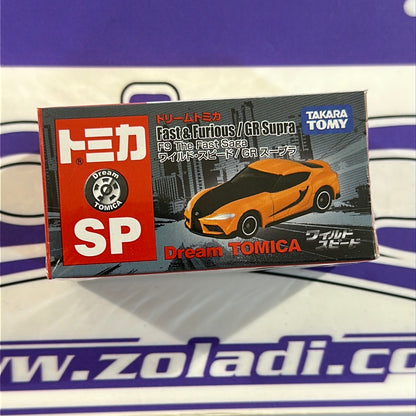 トミカ®
Dream
TOMICA
SP
ドリームトミカ
Fast & Furious / GR Supra
F9 The Fast Saga
ワイルド・スピード / GR スープラ
TAKARA
TOMY
Dream TOMICA
ワイルド
スピード
www.zoladi.co